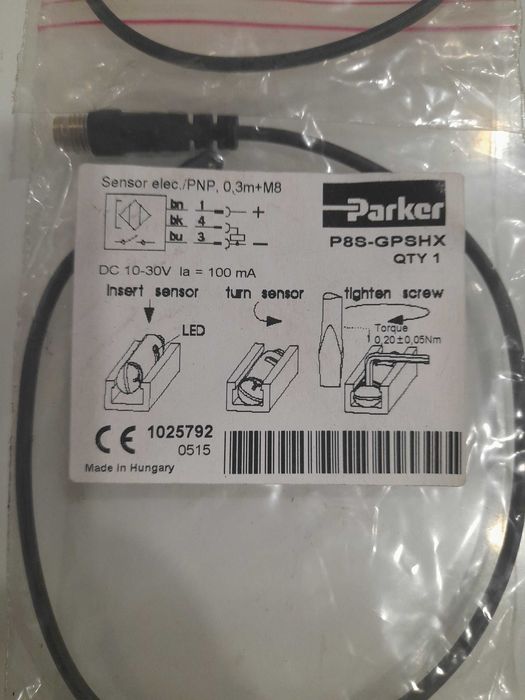 Sensor elec./PNP, 0,3m+M8
bn 1 +
bk 4
bu 3 −
Parker
P8S-GPSHX
QTY 1
DC 10-30V Ia = 100 mA
insert sensor
turn sensor
tighten screw
LED
Torque
0,20±0,05Nm
CE 1025792
0515
Made in Hungary